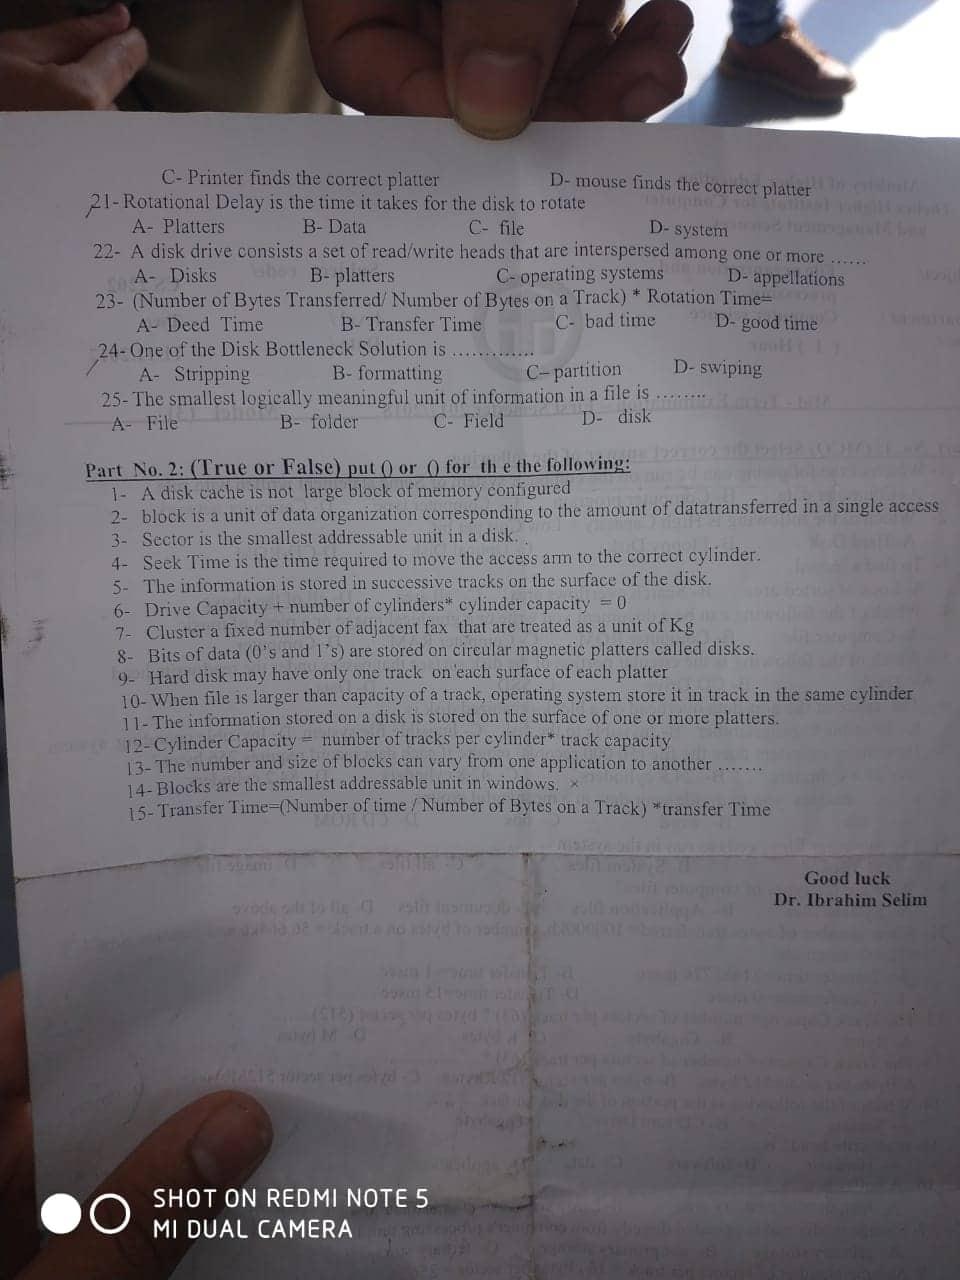 C- Printer finds the correct platter D- mouse finds the correct platter
21- Rotational Delay is the time it takes for the disk to rotate
A- Platters B- Data C- file D- system
22- A disk drive consists a set of read/write heads that are interspersed among one or more ......
A- Disks B- platters C- operating systems D- appellations
23- (Number of Bytes Transferred/ Number of Bytes on a Track) * Rotation Time=
A- Deed Time B- Transfer Time C- bad time D- good time
24- One of the Disk Bottleneck Solution is .............
A- Stripping B- formatting C- partition D- swiping
25- The smallest logically meaningful unit of information in a file is ........
A- File B- folder C- Field D- disk
Part No. 2: (True or False) put () or () for th e the following:
1- A disk cache is not large block of memory configured
2- block is a unit of data organization corresponding to the amount of datatransferred in a single access
3- Sector is the smallest addressable unit in a disk. .
4- Seek Time is the time required to move the access arm to the correct cylinder.
5- The information is stored in successive tracks on the surface of the disk.
6- Drive Capacity + number of cylinders* cylinder capacity = 0
7- Cluster a fixed number of adjacent fax that are treated as a unit of Kg
8- Bits of data (0's and 1's) are stored on circular magnetic platters called disks.
9- Hard disk may have only one track on each surface of each platter
10- When file is larger than capacity of a track, operating system store it in track in the same cylinder
11- The information stored on a disk is stored on the surface of one or more platters.
12- Cylinder Capacity = number of tracks per cylinder* track capacity
13- The number and size of blocks can vary from one application to another .......
14- Blocks are the smallest addressable unit in windows. ×
15- Transfer Time=(Number of time / Number of Bytes on a Track) *transfer Time
Good luck
Dr. Ibrahim Selim
SHOT ON REDMI NOTE 5
MI DUAL CAMERA